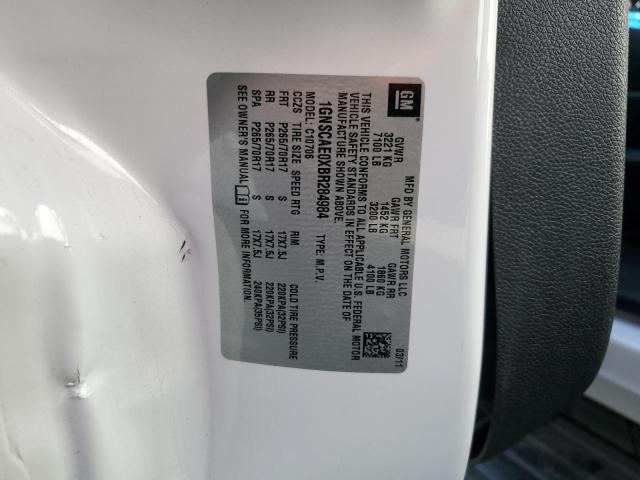 GM
MFD BY GENERAL MOTORS LLC
03/11
GVWR GAWR FRT GAWR RR
3221 KG 1452 KG 1860 KG
7100 LB 3200 LB 4100 LB
THIS VEHICLE CONFORMS TO ALL APPLICABLE U.S. FEDERAL MOTOR
VEHICLE SAFETY STANDARDS IN EFFECT ON THE DATE OF
MANUFACTURE SHOWN ABOVE.
1GNSCAE0XBR284904 TYPE: M.P.V.
MODEL: C10706
CCZS TIRE SIZE SPEED RTG RIM COLD TIRE PRESSURE
FRT P265/70R17 S 17X7.5J 220KPA(32PSI)
RR P265/70R17 S 17X7.5J 220KPA(32PSI)
SPA P265/70R17 S 17X7.5J 240KPA(35PSI)
SEE OWNER'S MANUAL FOR MORE INFORMATION.